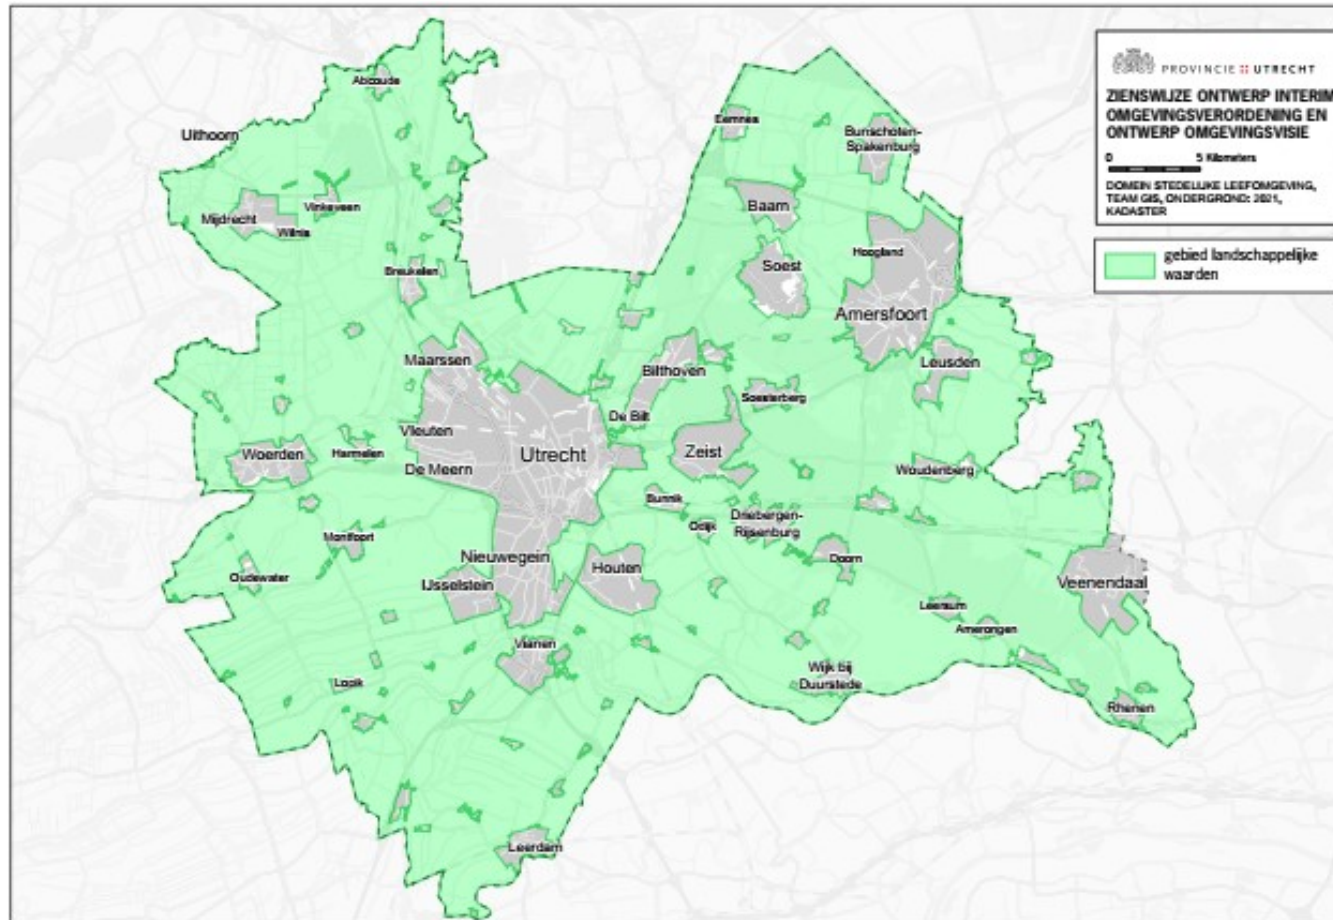 PROVINCIE UTRECHT
ZIENSWIJZE ONTWERP INTERIM
OMGEVINGSVERORDENING EN
ONTWERP OMGEVINGSVISIE
0 5 Kilometers
DOMEIN STEDELIJKE LEEFOMGEVING,
TEAM GIS, ONDERGROND: 2021,
KADASTER
gebied landschappelijke
waarden
Abcoude
Uithoorn
Eemnes
Bunschoten-
Spakenburg
Mijdrecht
Vinkeveen
Wilnis
Baarn
Breukelen
Soest
Hoogland
Amersfoort
Maarssen
Bilthoven
Leusden
Soesterberg
De Bilt
Vleuten
Utrecht
Zeist
Woerden
Harmelen
De Meern
Woudenberg
Bunnik
Odijk
Driebergen-
Rijsenburg
Montfoort
Nieuwegein
Houten
Doorn
Oudewater
IJsselstein
Veenendaal
Leersum
Amerongen
Vianen
Lopik
Wijk bij
Duurstede
Rhenen
Leerdam